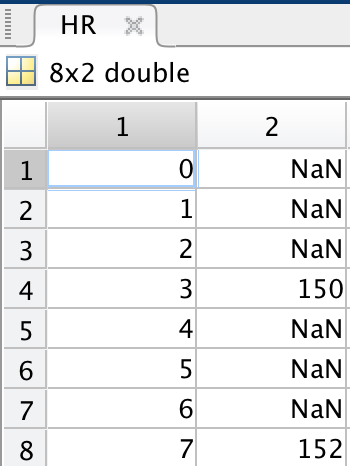 HR
8x2 double
1 2
1 0 NaN
2 1 NaN
3 2 NaN
4 3 150
5 4 NaN
6 5 NaN
7 6 NaN
8 7 152